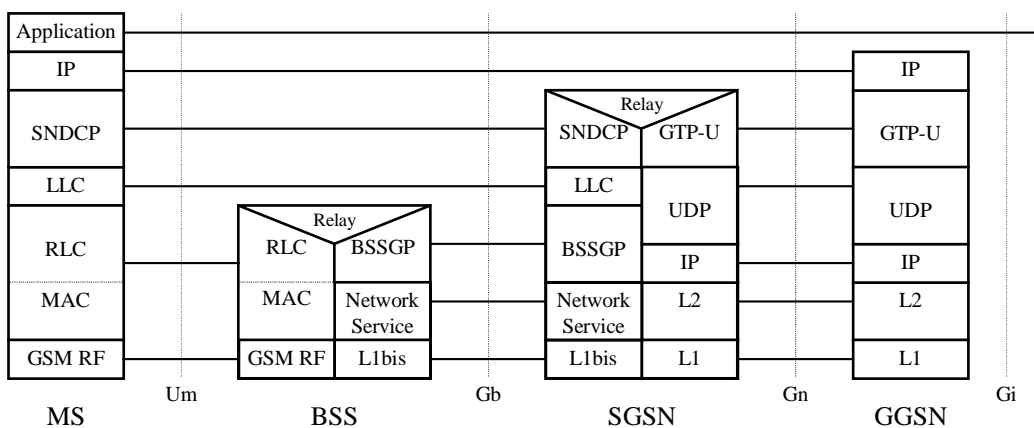 Application
IP
IP
Relay
SNDCP
SNDCP
GTP-U
GTP-U
LLC
LLC
UDP
UDP
Relay
RLC
RLC
BSSGP
BSSGP
IP
IP
MAC
MAC
Network
Service
Network
Service
L2
L2
GSM RF
GSM RF
L1bis
L1bis
L1
L1
Um
Gb
Gn
Gi
MS
BSS
SGSN
GGSN